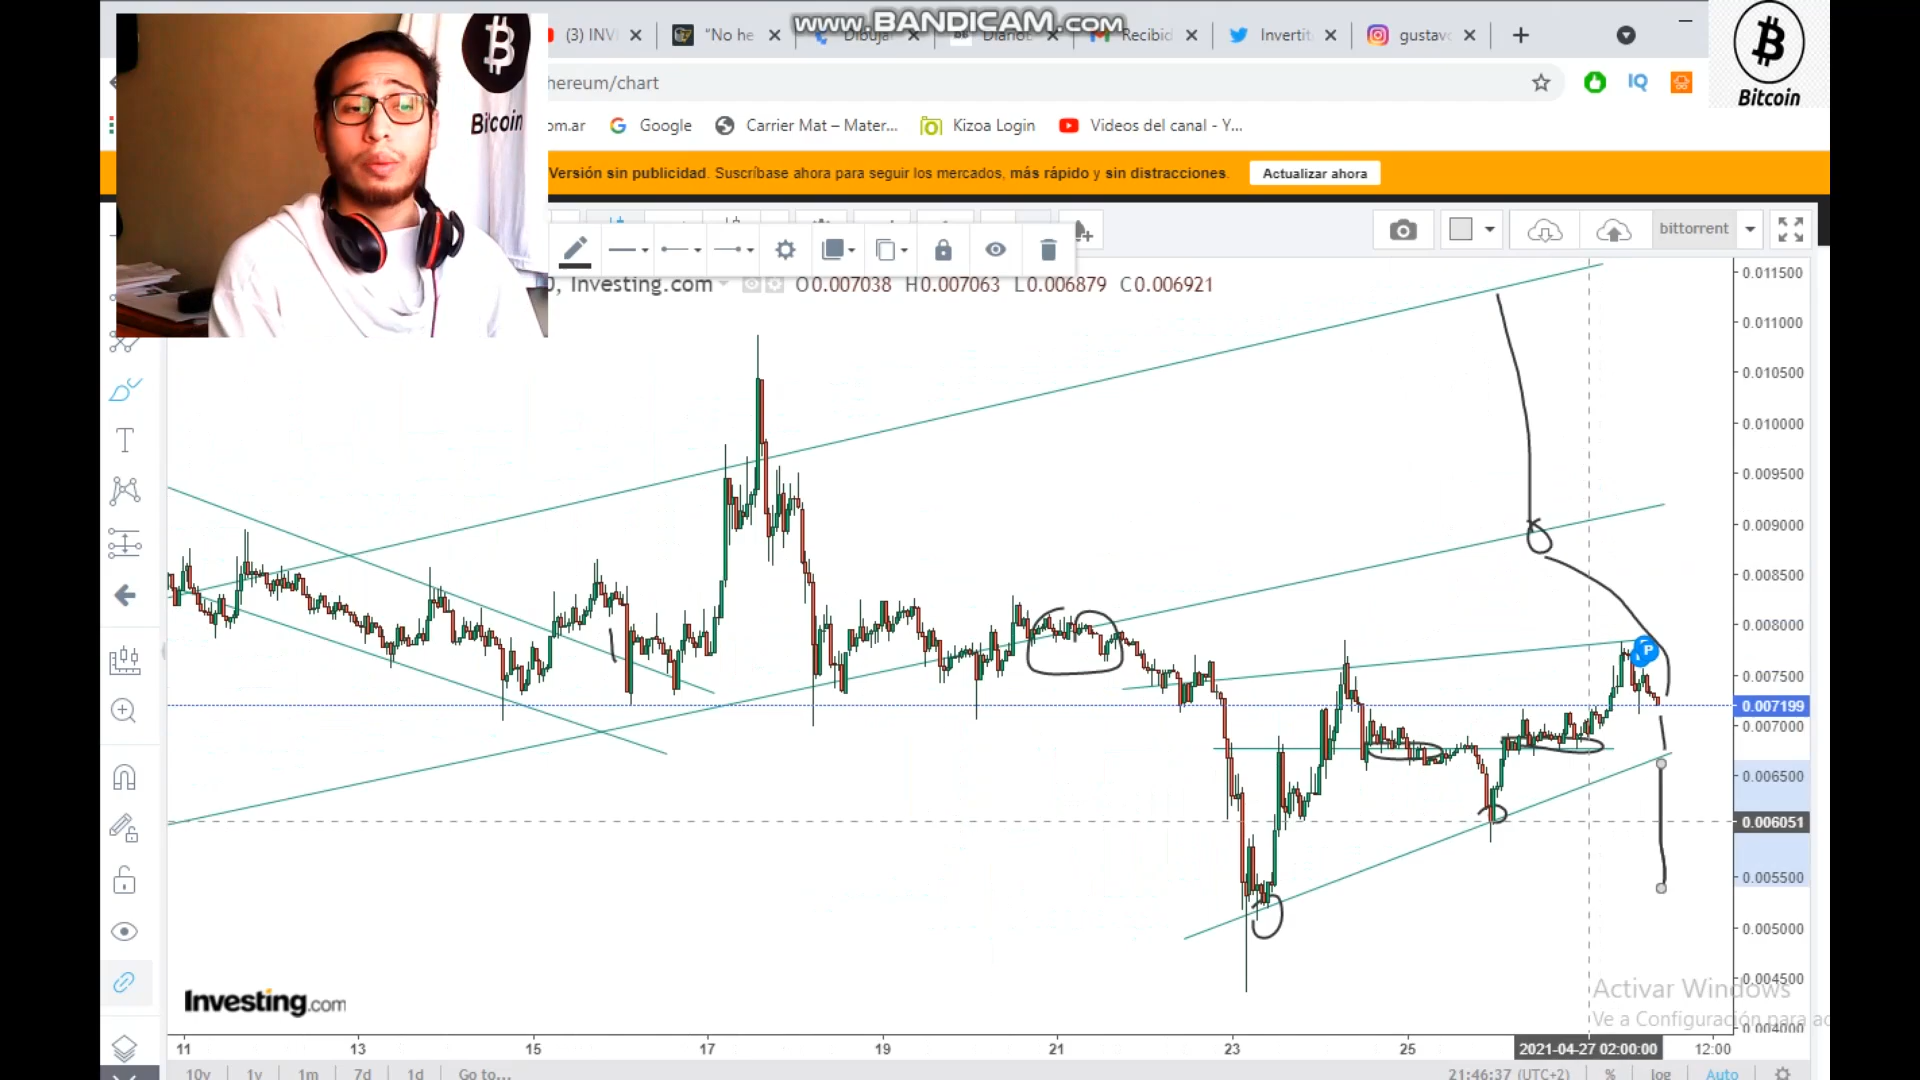 www.BANDICAM.com
(3) INVI
"No he
Dibuja
Diario
Recibid
Invertit
gustavo
Bitcoin
Bitcoin
hereum/chart
IQ
om.ar
Google
Carrier Mat – Mater...
Kizoa Login
Videos del canal - Y...
Versión sin publicidad. Suscríbase ahora para seguir los mercados, más rápido y sin distracciones.
Actualizar ahora
bittorrent
0, Investing.com
O0.007038 H0.007063 L0.006879 C0.006921
0.011500
0.011000
0.010500
0.010000
0.009500
0.009000
0.008500
0.008000
0.007500
0.007199
0.007000
0.006500
0.006051
0.005500
0.005000
0.004500
P
T
Investing.com
Activar Windows
Ve a Configuración para ac
11
13
15
17
19
21
23
25
2021-04-27 02:00:00
12:00
10y
1y
1m
7d
1d
Go to...
21:46:37 (UTC+2)
%
log
Auto